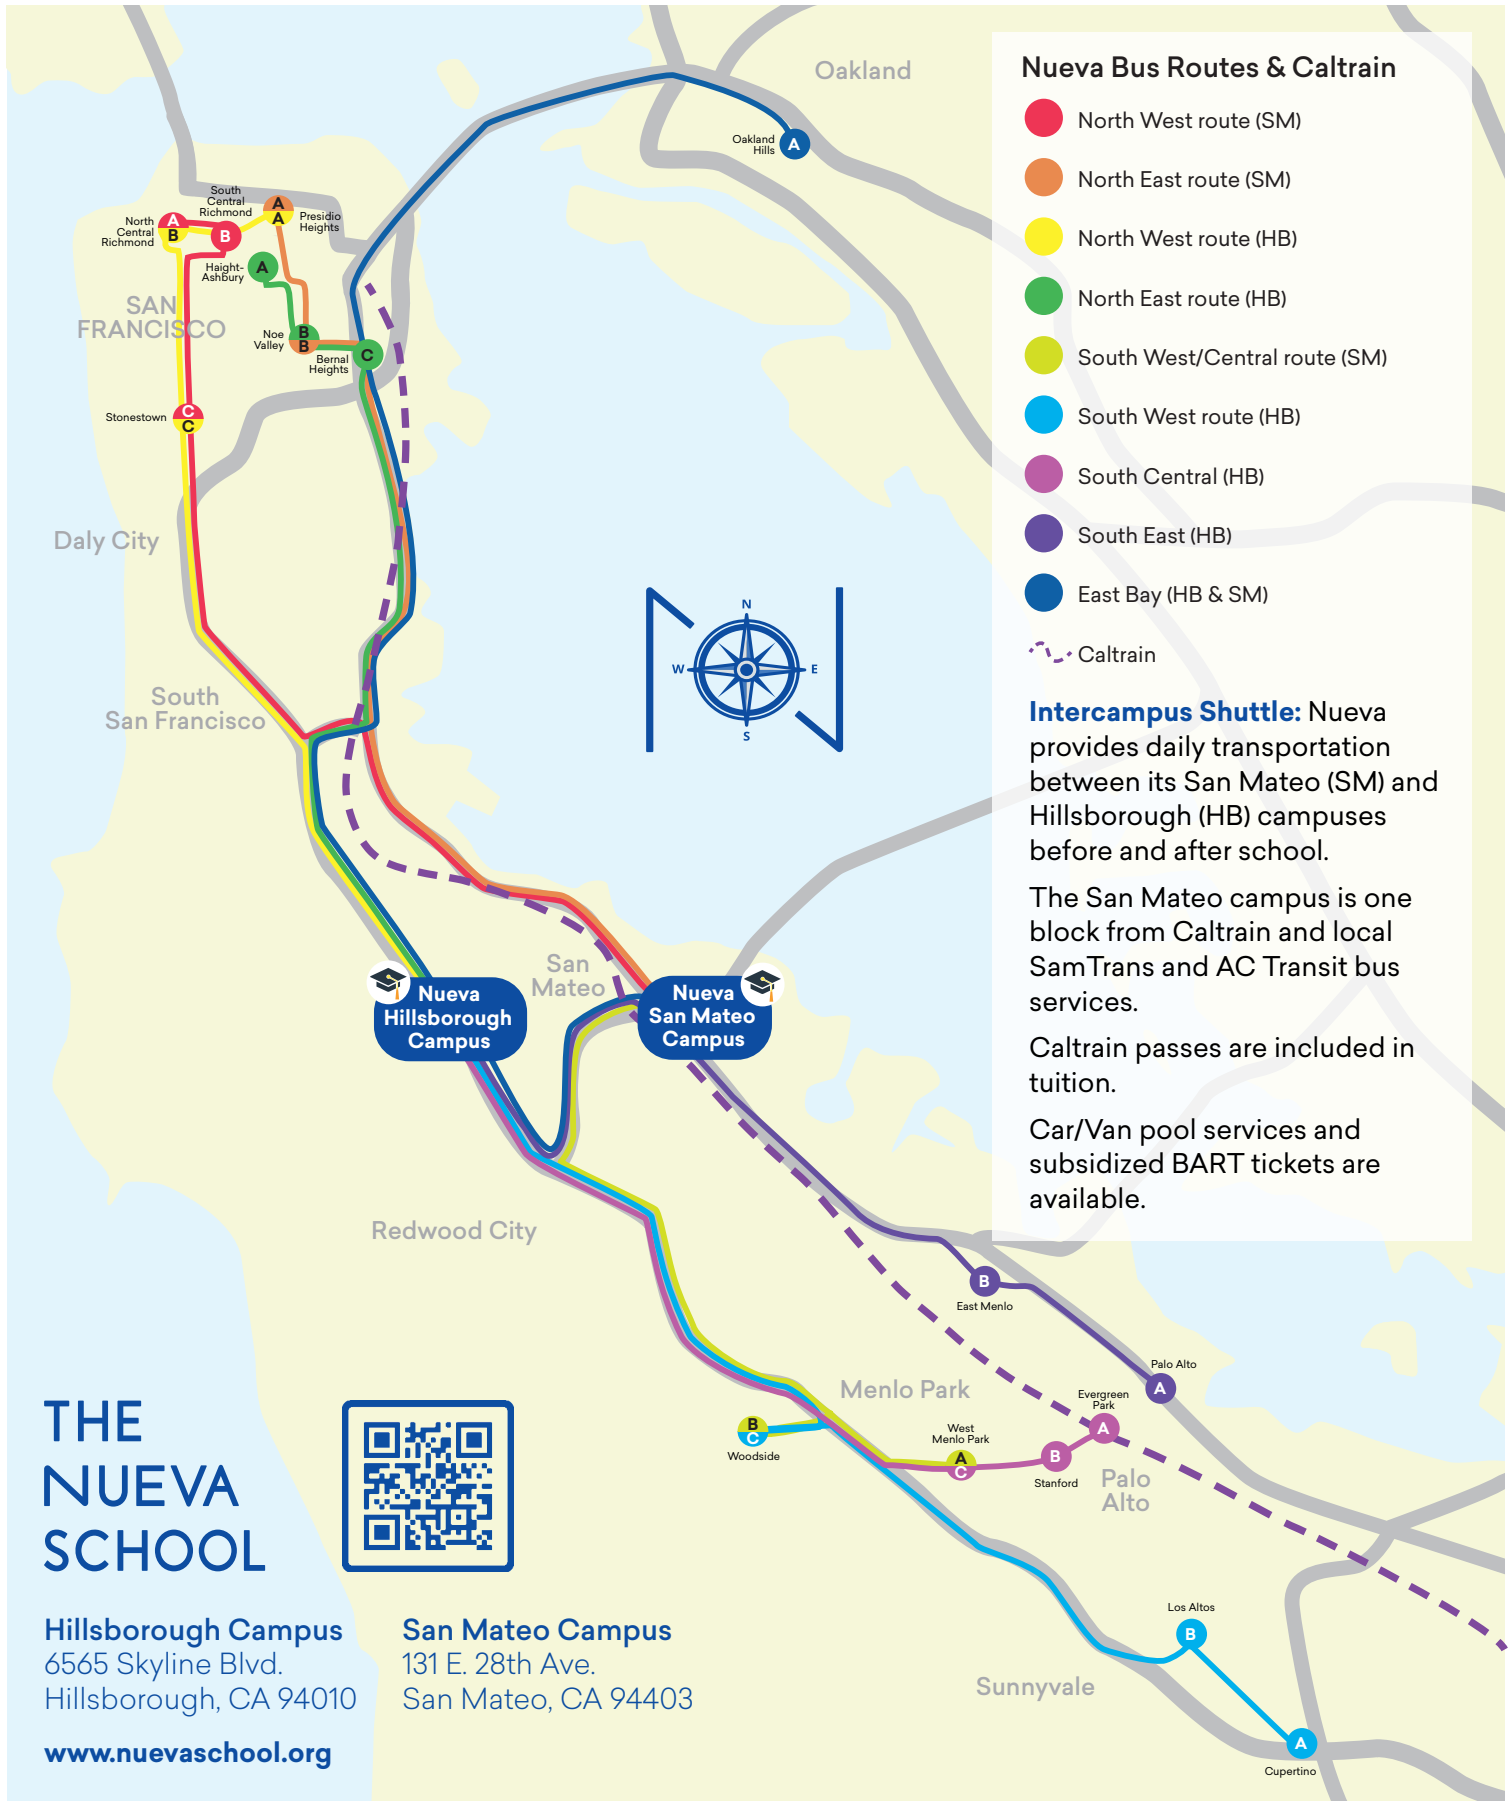 Oakland
Oakland
Hills
A
South
Central
Richmond
A
A
Presidio
Heights
North
Central
Richmond
A
B
B
Haight-
Ashbury
A
SAN
FRANCISCO
Noe
Valley
B
B
Bernal
Heights
C
Stonestown
C
C
Daly City
South
San Francisco
N
W
E
S
San
Mateo
Nueva
Hillsborough
Campus
Nueva
San Mateo
Campus
Redwood City
B
East Menlo
Palo Alto
A
Menlo Park
Evergreen
Park
A
B
C
Woodside
West
Menlo Park
A
C
B
Stanford
Palo
Alto
Los Altos
B
Sunnyvale
A
Cupertino
Nueva Bus Routes & Caltrain
North West route (SM)
North East route (SM)
North West route (HB)
North East route (HB)
South West/Central route (SM)
South West route (HB)
South Central (HB)
South East (HB)
East Bay (HB & SM)
Caltrain
Intercampus Shuttle: Nueva
provides daily transportation
between its San Mateo (SM) and
Hillsborough (HB) campuses
before and after school.
The San Mateo campus is one
block from Caltrain and local
SamTrans and AC Transit bus
services.
Caltrain passes are included in
tuition.
Car/Van pool services and
subsidized BART tickets are
available.
THE
NUEVA
SCHOOL
Hillsborough Campus
6565 Skyline Blvd.
Hillsborough, CA 94010
San Mateo Campus
131 E. 28th Ave.
San Mateo, CA 94403
www.nuevaschool.org